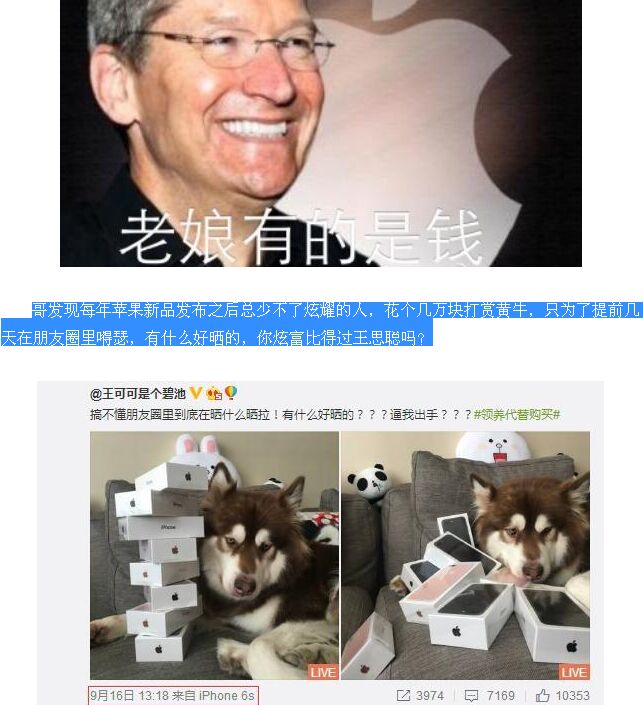 老娘有的是钱
哥发现每年苹果新品发布之后总少不了炫耀的人，花个几万块打赏黄牛，只为了提前几
天在朋友圈里嘚瑟，有什么好晒的，你炫富比得过王思聪吗？
@王可可是个碧池
搞不懂朋友圈里到底在晒什么晒拉！有什么好晒的？？？逼我出手？？？#领养代替购买#
iPhone
LIVE
LIVE
9月16日 13:18 来自 iPhone 6s
3974 7169 10353